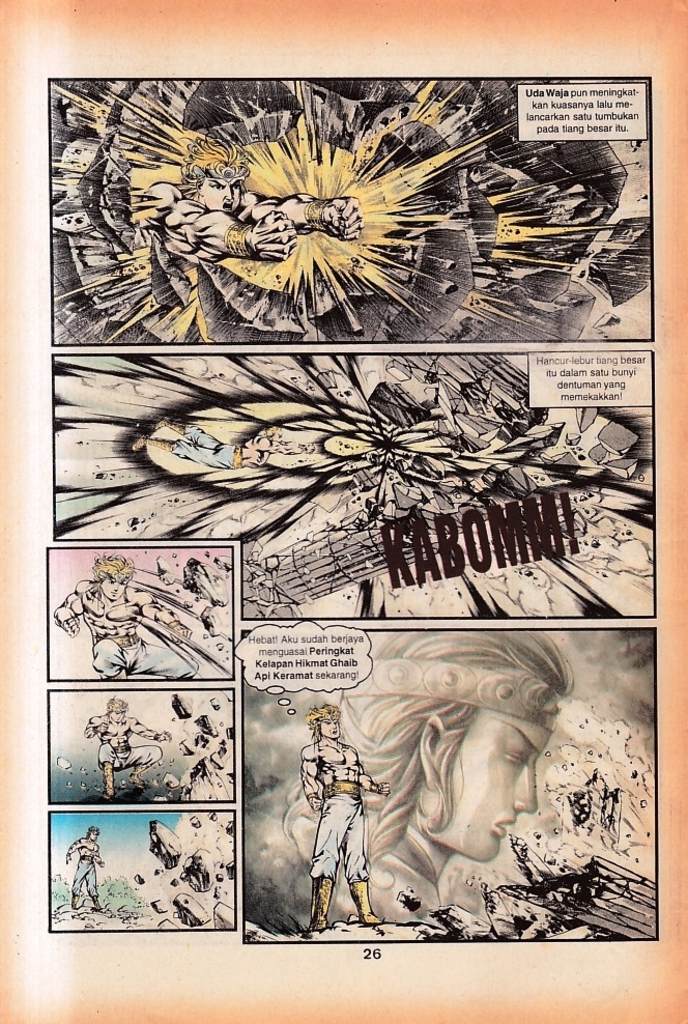 Uda Waja pun meningkat-
kan kuasanya lalu me-
lancarkan satu tumbukan
pada tiang besar itu.
Hancur-lebur tiang besar
itu dalam satu bunyi
dentuman yang
memekakkan!
KABOMM!
Hebat! Aku sudah berjaya
menguasai Peringkat
Kelapan Hikmat Ghaib
Api Keramat sekarang!
26